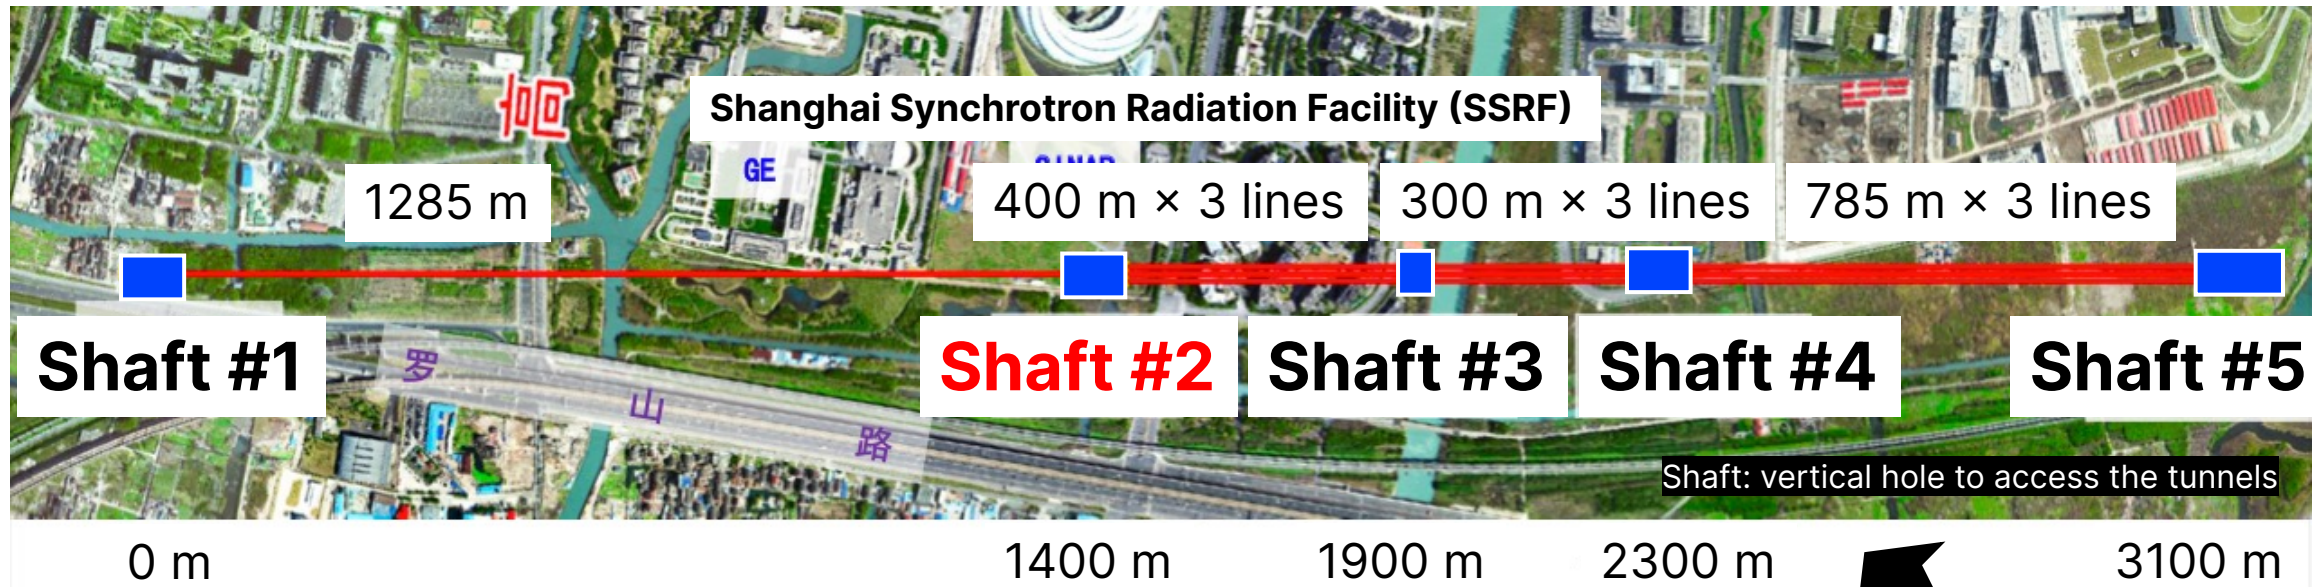 Shanghai Synchrotron Radiation Facility (SSRF)
GE
1285 m
400 m × 3 lines
300 m × 3 lines
785 m × 3 lines
Shaft #1
Shaft #2
Shaft #3
Shaft #4
Shaft #5
罗
山
路
Shaft: vertical hole to access the tunnels
0 m
1400 m
1900 m
2300 m
3100 m